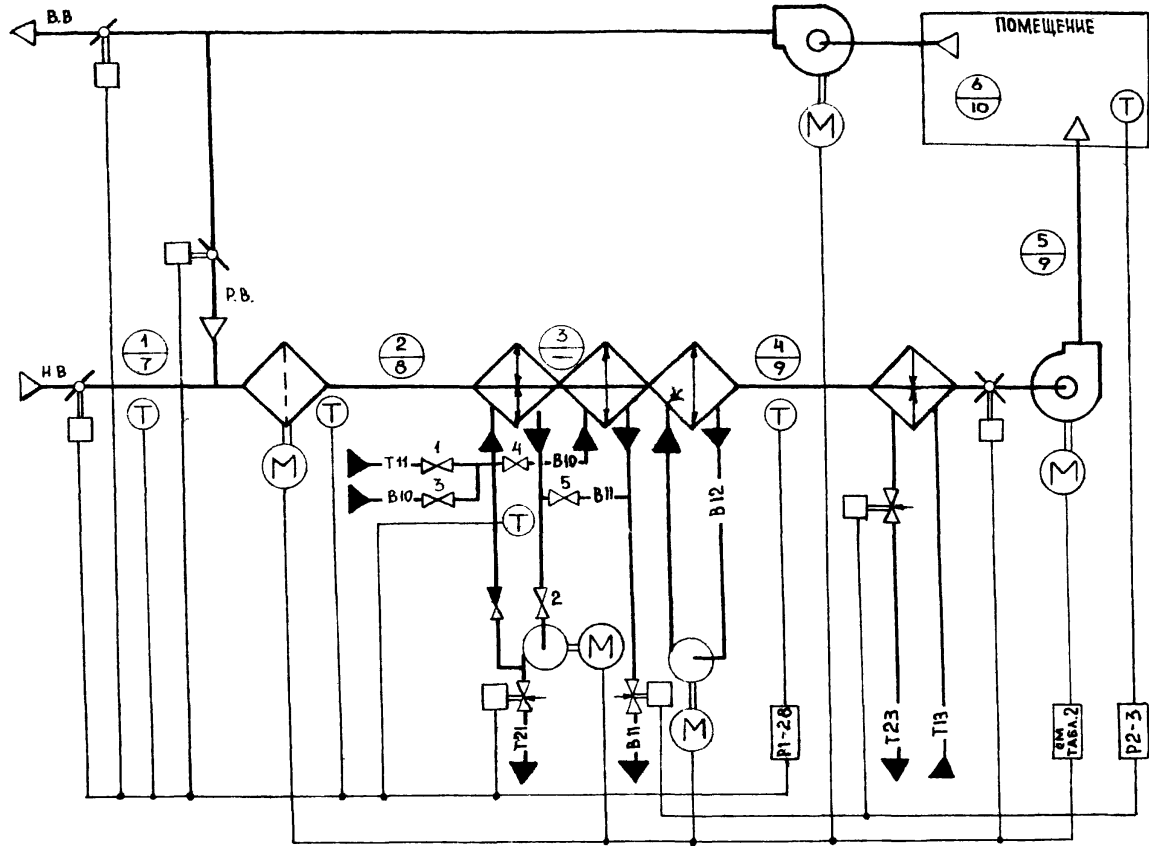 В.В
ПОМЕЩЕНИЕ
6
10
Т
М
5
9
Р.В.
1
7
2
8
3
—
4
9
Н В
Т
Т
Т
М
М
Т11
1
4
В10
В10
3
5
В11
В12
Т
2
М
М
Т21
В11
Р1-28
Т23
Т13
СМ
ТАБЛ.2
Р2-3